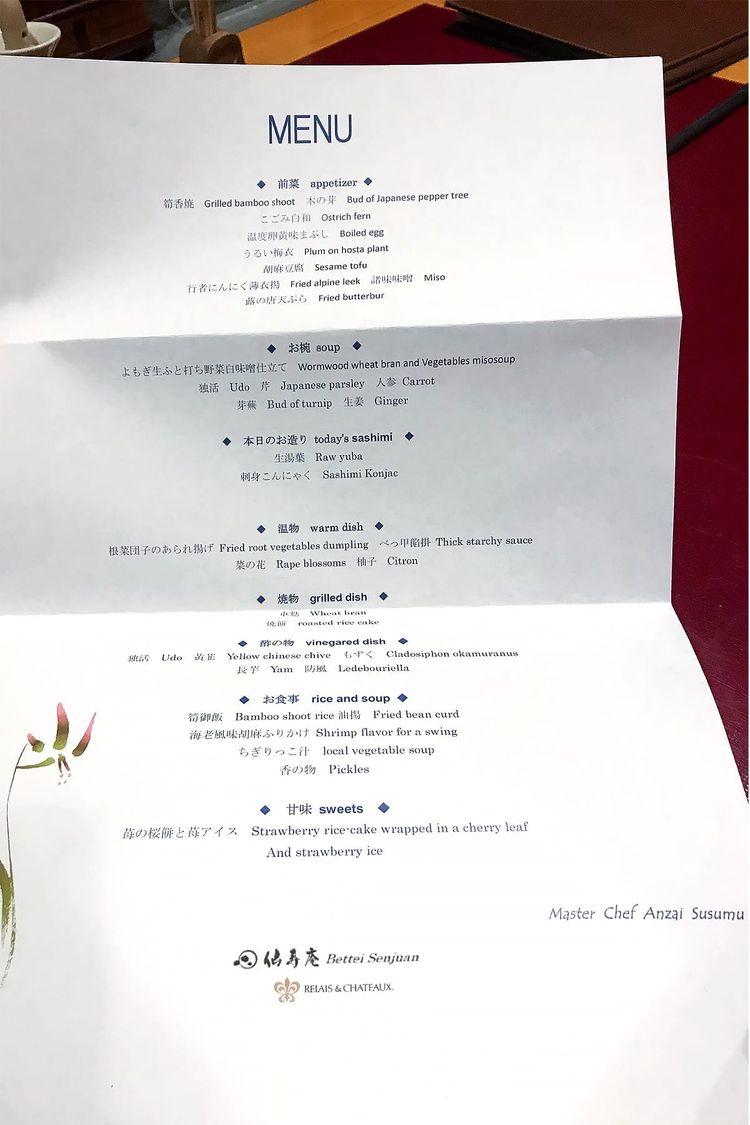 MENU
◆ 前菜 appetizer ◆
筍香焼 Grilled bamboo shoot 木の芽 Bud of Japanese pepper tree
こごみ白和 Ostrich fern
温度卵黄味まぶし Boiled egg
うるい梅衣 Plum on hosta plant
胡麻豆腐 Sesame tofu
行者にんにく薄衣揚 Fried alpine leek 諸味味噌 Miso
蕗の唐天ぷら Fried butterbur
◆ お椀 soup ◆
よもぎ生ふと打ち野菜白味噌仕立て Wormwood wheat bran and Vegetables misosoup
独活 Udo 芹 Japanese parsley 人参 Carrot
芽蕪 Bud of turnip 生姜 Ginger
◆ 本日のお造り today's sashimi ◆
生湯葉 Raw yuba
刺身こんにゃく Sashimi Konjac
◆ 温物 warm dish ◆
根菜団子のあられ揚げ Fried root vegetables dumpling べっ甲餡掛 Thick starchy sauce
菜の花 Rape blossoms 柚子 Citron
◆ 焼物 grilled dish ◆
Wheat bran
焼餅 roasted rice cake
◆ 酢の物 vinegared dish ◆
独活 Udo 黄韮 Yellow chinese chive もずく Cladosiphon okamuranus
長芋 Yam 防風 Ledebouriella
◆ お食事 rice and soup ◆
筍御飯 Bamboo shoot rice 油揚 Fried bean curd
海老風味胡麻ふりかけ Shrimp flavor for a swing
ちぎりっこ汁 local vegetable soup
香の物 Pickles
◆ 甘味 sweets ◆
苺の桜餅と苺アイス Strawberry rice-cake wrapped in a cherry leaf
And strawberry ice
Master Chef Anzai Susumu
仙寿庵 Bettei Senjuan
RELAIS & CHATEAUX.